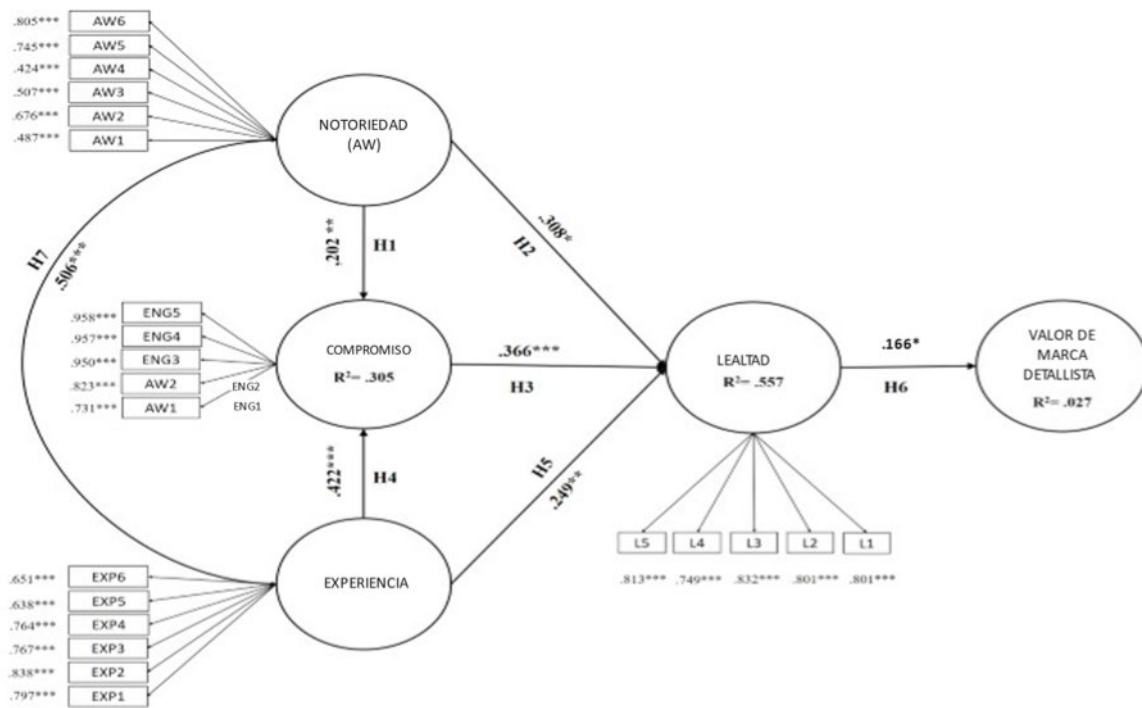 .805*** AW6
.745*** AW5
.424*** AW4
.507*** AW3
.676*** AW2
.487*** AW1
NOTORIEDAD
(AW)
H7
.506***
.202 **
H1
.308*
H2
.958*** ENG5
.957*** ENG4
.950*** ENG3
.823*** AW2 ENG2
.731*** AW1 ENG1
COMPROMISO
R²= .305
.366***
H3
LEALTAD
R²= .557
.166*
H6
VALOR DE
MARCA
DETALLISTA
R²= .027
.422***
H4
H5
.249**
EXPERIENCIA
L5 L4 L3 L2 L1
.813*** .749*** .832*** .801*** .801***
.651*** EXP6
.638*** EXP5
.764*** EXP4
.767*** EXP3
.838*** EXP2
.797*** EXP1